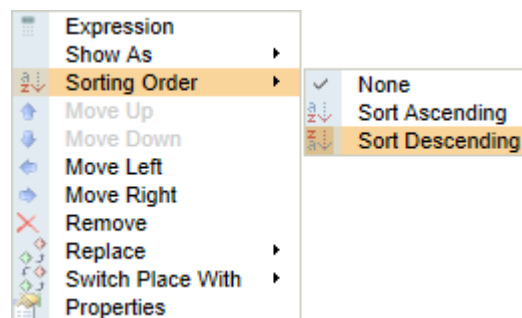 Expression
Show As
Sorting Order
Move Up
Move Down
Move Left
Move Right
Remove
Replace
Switch Place With
Properties
None
Sort Ascending
Sort Descending